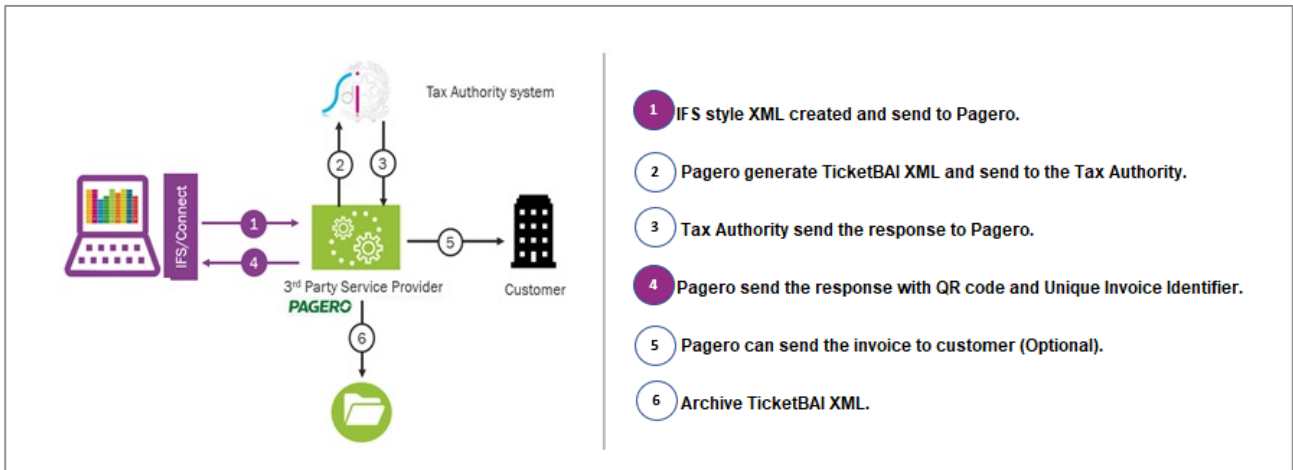 Tax Authority system
2
3
IFS/Connect
1
4
5
3rd Party Service Provider
PAGERO
Customer
6
1 IFS style XML created and send to Pagero.
2 Pagero generate TicketBAI XML and send to the Tax Authority.
3 Tax Authority send the response to Pagero.
4 Pagero send the response with QR code and Unique Invoice Identifier.
5 Pagero can send the invoice to customer (Optional).
6 Archive TicketBAI XML.